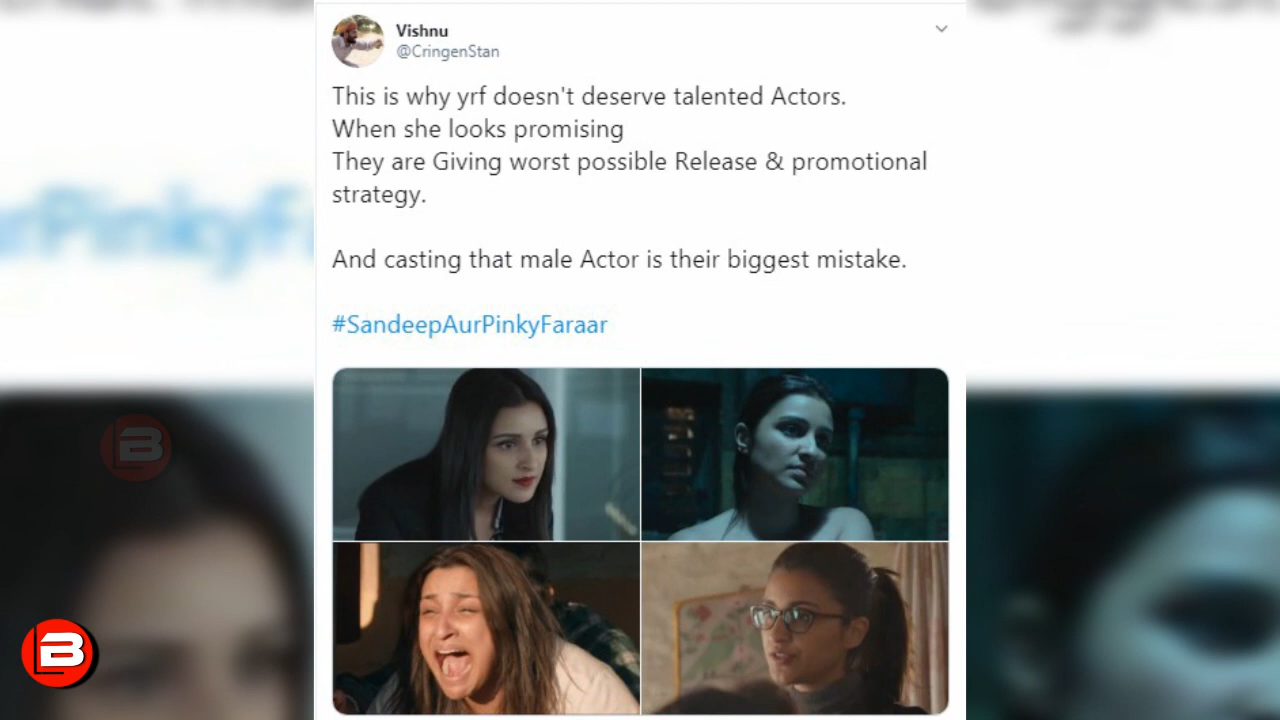 Vishnu
@CringenStan
This is why yrf doesn't deserve talented Actors.
When she looks promising
They are Giving worst possible Release & promotional
strategy.
And casting that male Actor is their biggest mistake.
#SandeepAurPinkyFaraar
B
B